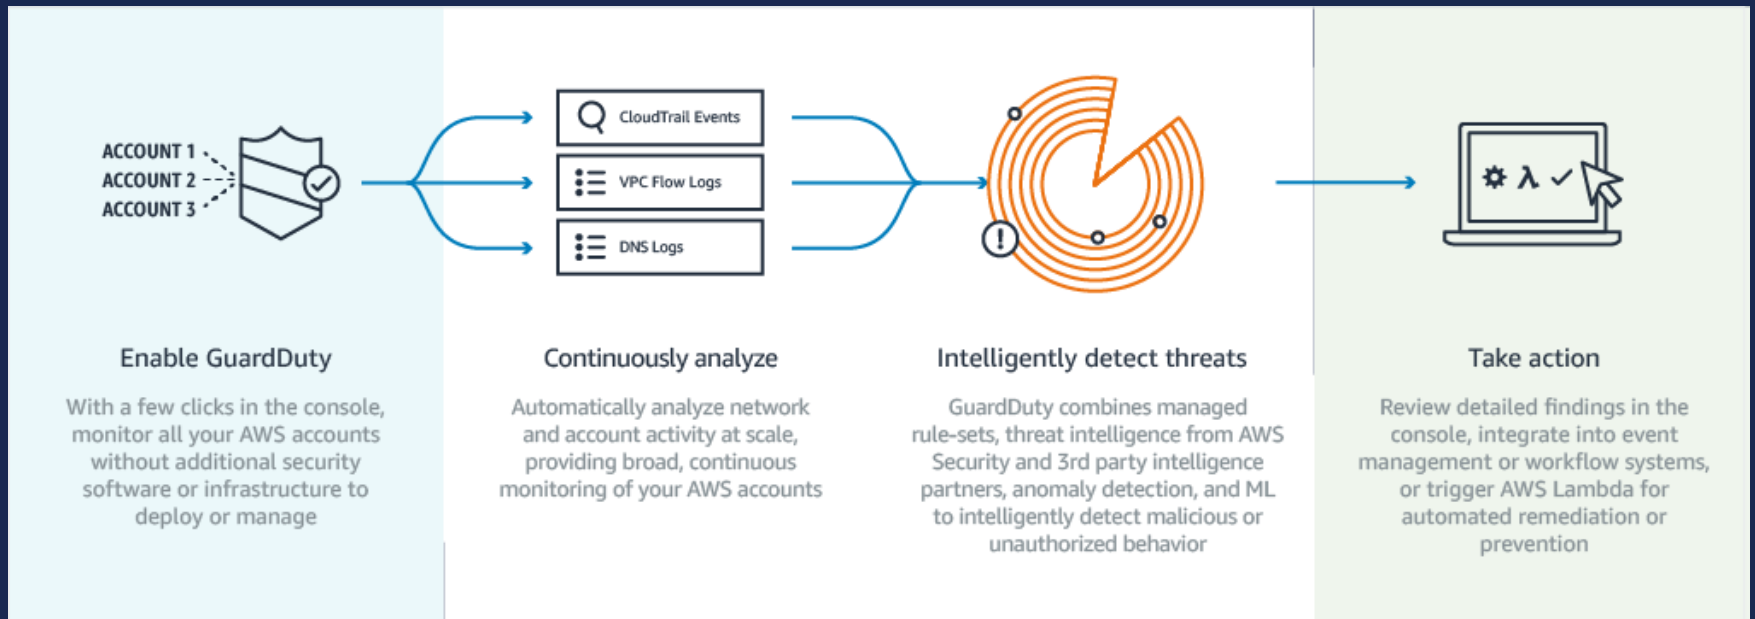 ACCOUNT 1
ACCOUNT 2
ACCOUNT 3
CloudTrail Events
VPC Flow Logs
DNS Logs
!
λ
Enable GuardDuty
With a few clicks in the console,
monitor all your AWS accounts
without additional security
software or infrastructure to
deploy or manage
Continuously analyze
Automatically analyze network
and account activity at scale,
providing broad, continuous
monitoring of your AWS accounts
Intelligently detect threats
GuardDuty combines managed
rule-sets, threat intelligence from AWS
Security and 3rd party intelligence
partners, anomaly detection, and ML
to intelligently detect malicious or
unauthorized behavior
Take action
Review detailed findings in the
console, integrate into event
management or workflow systems,
or trigger AWS Lambda for
automated remediation or
prevention